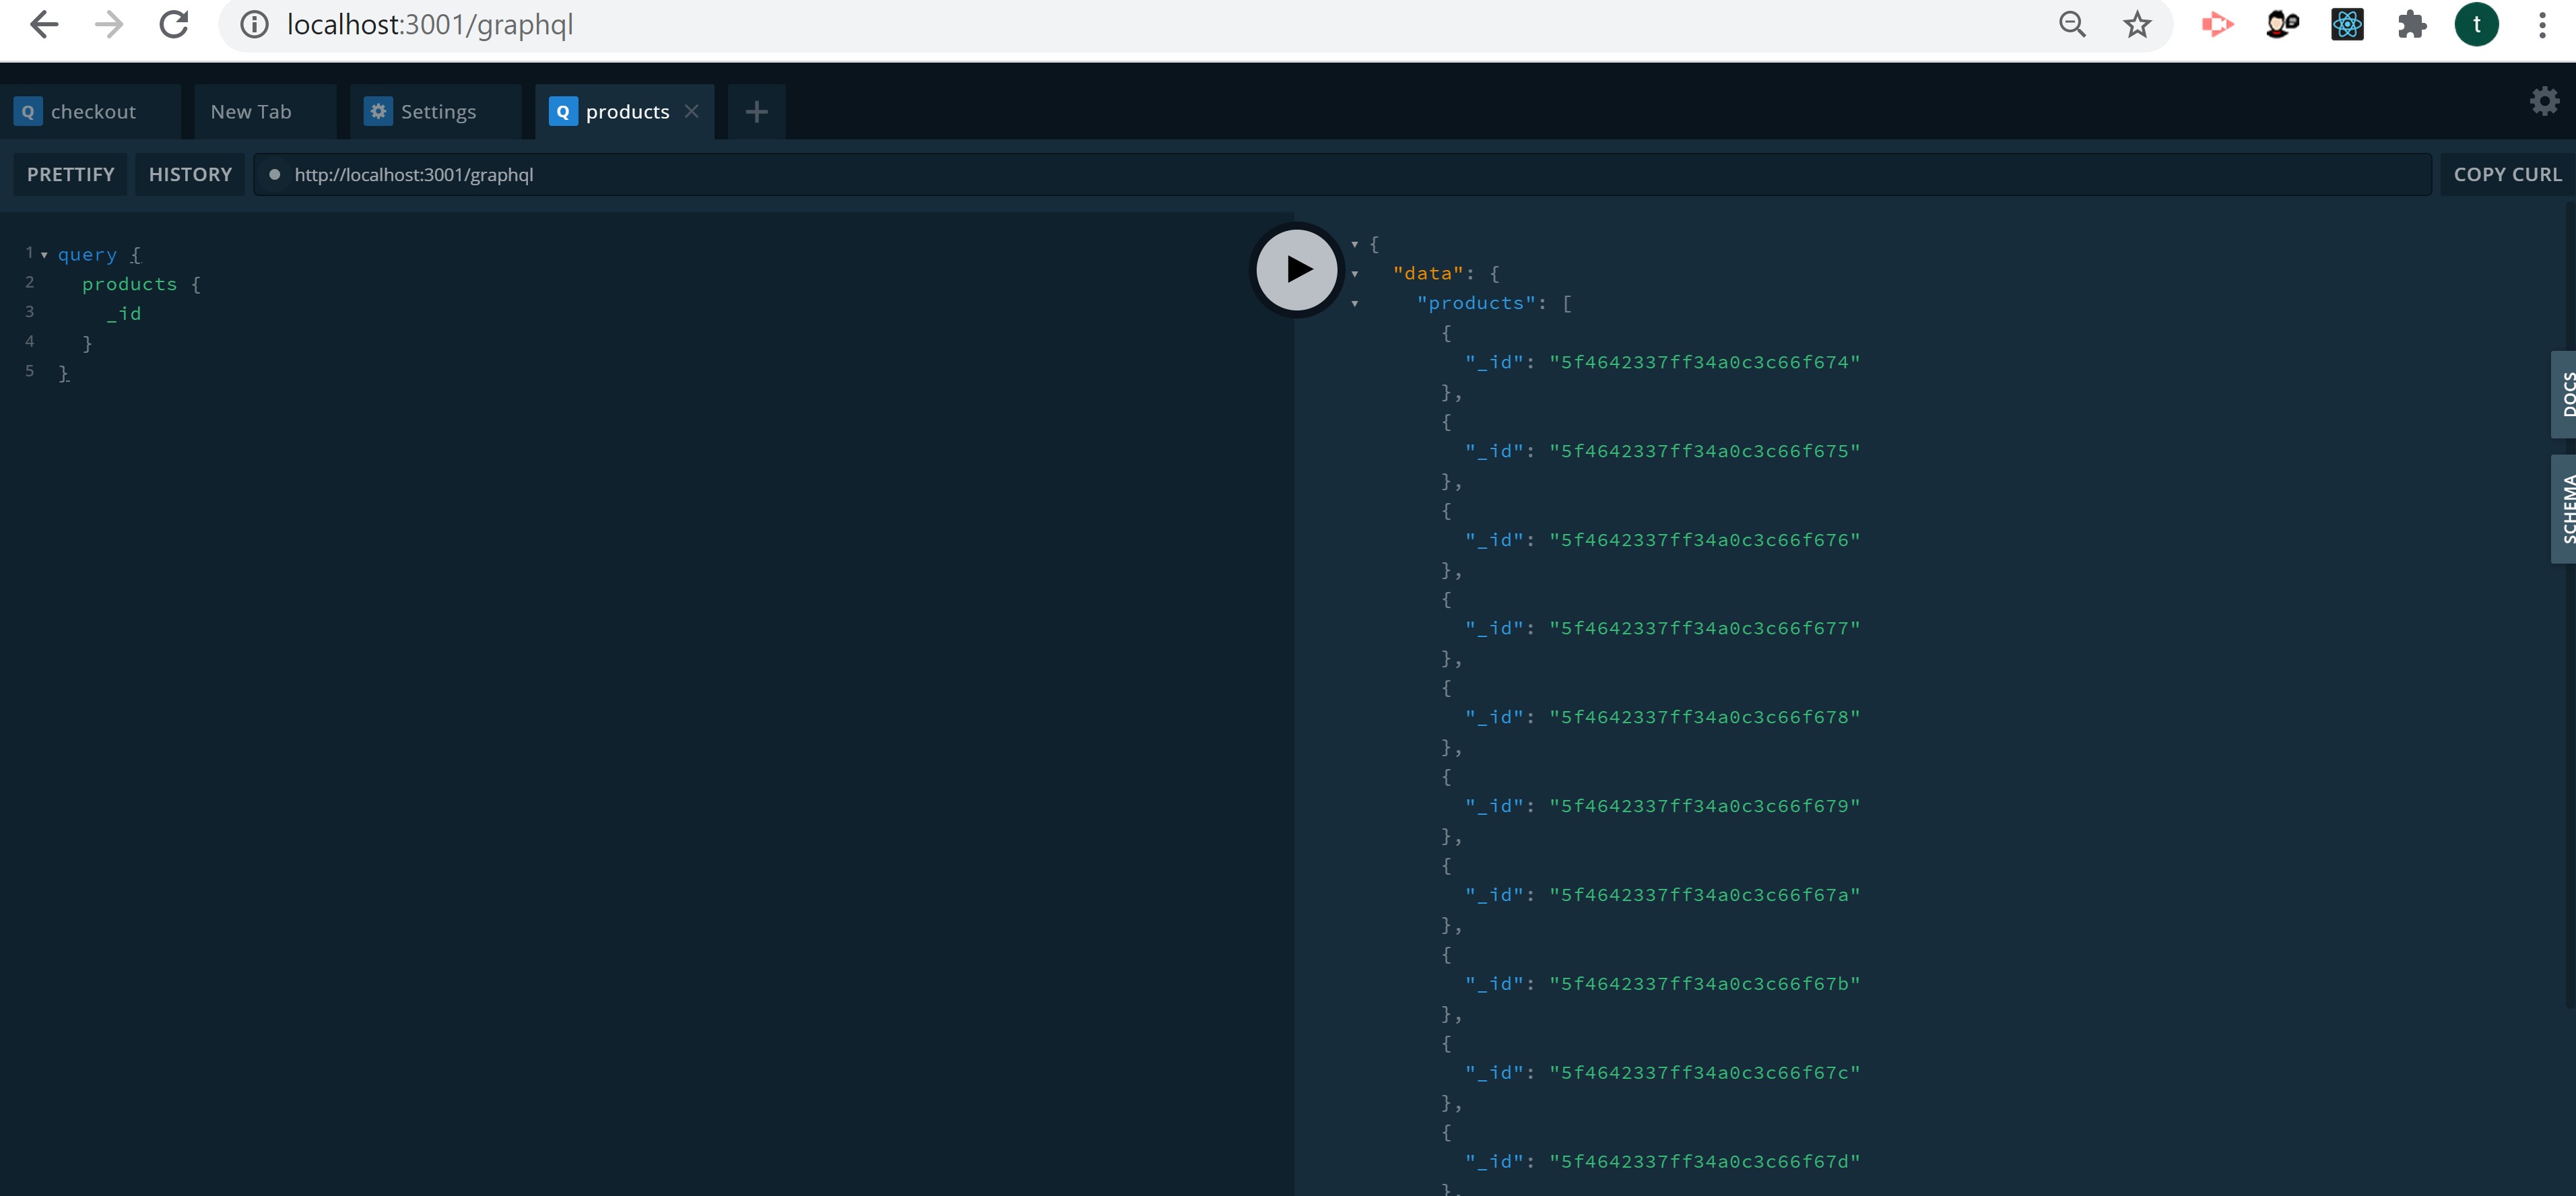 localhost:3001/graphql
t
Q checkout New Tab Settings Q products
PRETTIFY HISTORY http://localhost:3001/graphql COPY CURL
1 query {
2 products {
3 _id
4 }
5 }
{
"data": {
"products": [
{
"_id": "5f4642337ff34a0c3c66f674"
},
{
"_id": "5f4642337ff34a0c3c66f675"
},
{
"_id": "5f4642337ff34a0c3c66f676"
},
{
"_id": "5f4642337ff34a0c3c66f677"
},
{
"_id": "5f4642337ff34a0c3c66f678"
},
{
"_id": "5f4642337ff34a0c3c66f679"
},
{
"_id": "5f4642337ff34a0c3c66f67a"
},
{
"_id": "5f4642337ff34a0c3c66f67b"
},
{
"_id": "5f4642337ff34a0c3c66f67c"
},
{
"_id": "5f4642337ff34a0c3c66f67d"
},
DOCS
SCHEMA